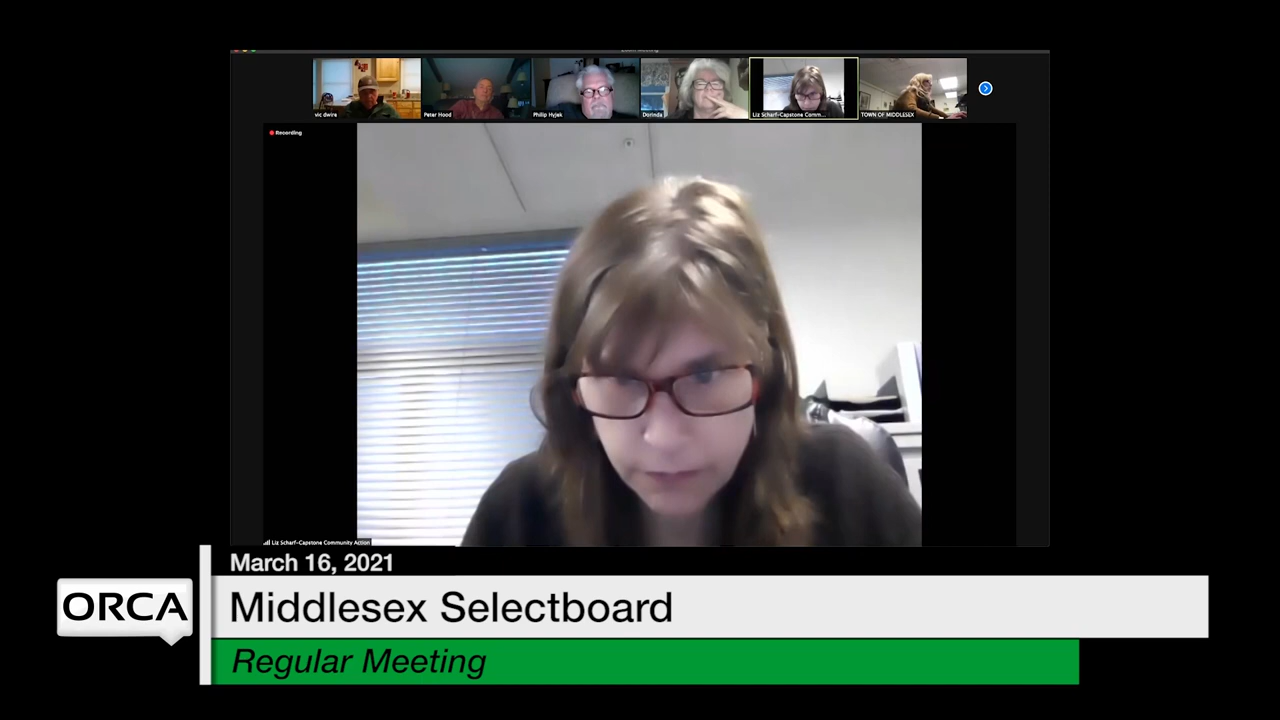 vic dwire
Peter Hood
Philip Hyjek
Dorinda
Liz Scharf-Capstone Comm...
TOWN OF MIDDLESEX
Recording
Liz Scharf-Capstone Community Action
March 16, 2021
ORCA
Middlesex Selectboard
Regular Meeting